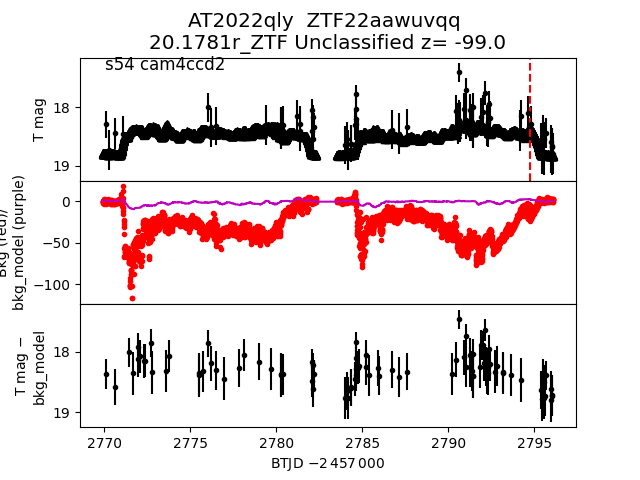 AT2022qly ZTF22aawuvqq
20.1781r_ZTF Unclassified z= -99.0
s54 cam4ccd2
T mag
18
19
Bkg (red)/
bkg_model (purple)
0
−50
−100
T mag −
bkg_model
18
19
2770 2775 2780 2785 2790 2795
BTJD −2 457 000